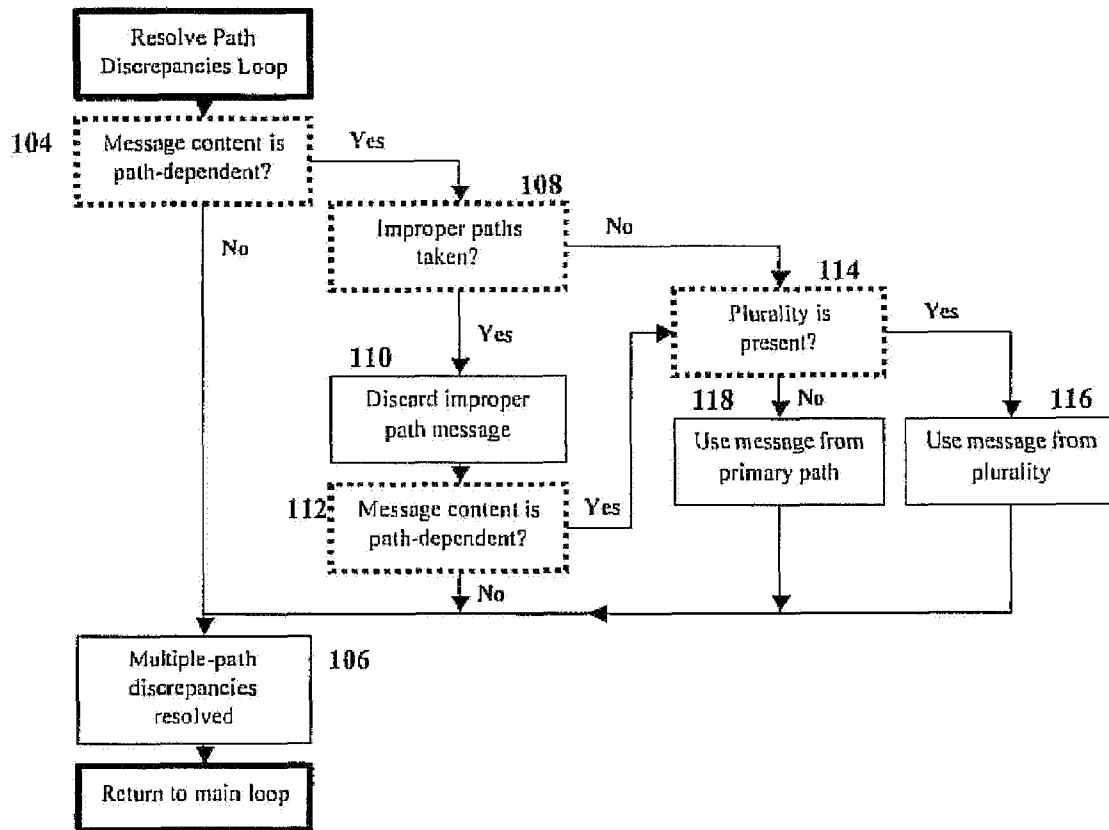 Resolve Path
Discrepancies Loop
104
Message content is
path-dependent?
Yes
No
108
Improper paths
taken?
No
Yes
114
Plurality is
present?
Yes
No
110
Discard improper
path message
118
Use message from
primary path
116
Use message from
plurality
112
Message content is
path-dependent?
Yes
No
Multiple-path
discrepancies
resolved
106
Return to main loop